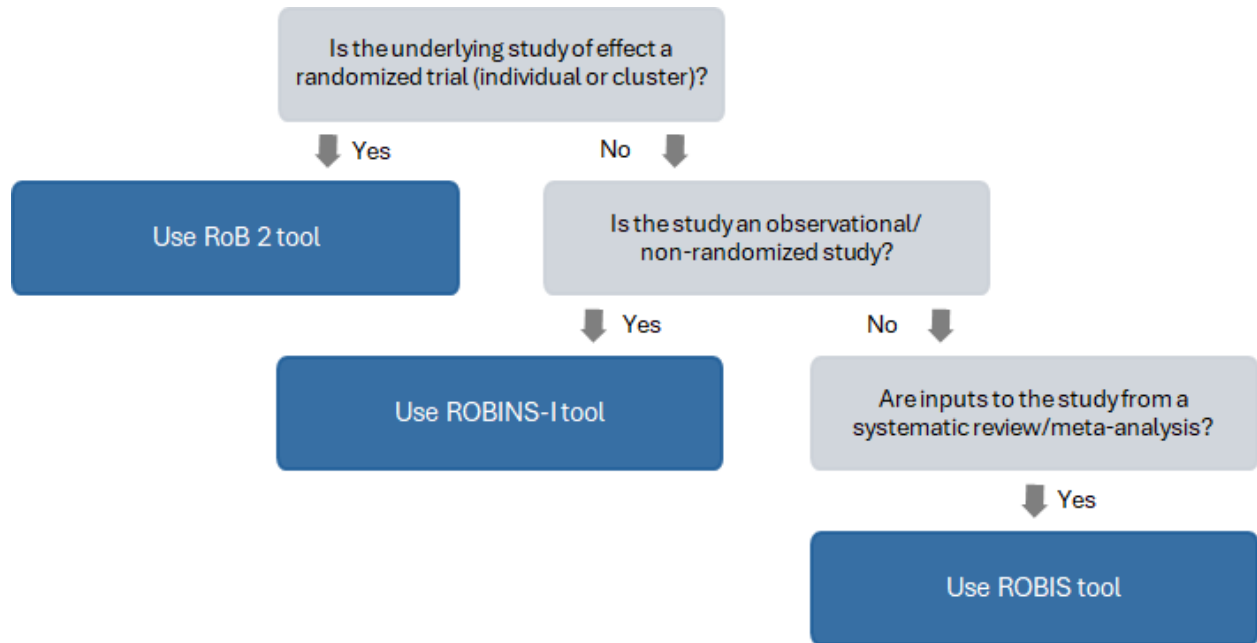 Is the underlying study of effect a
randomized trial (individual or cluster)?
Yes
No
Use RoB 2 tool
Is the study an observational/
non-randomized study?
Yes
No
Use ROBINS-I tool
Are inputs to the study from a
systematic review/meta-analysis?
Yes
Use ROBIS tool